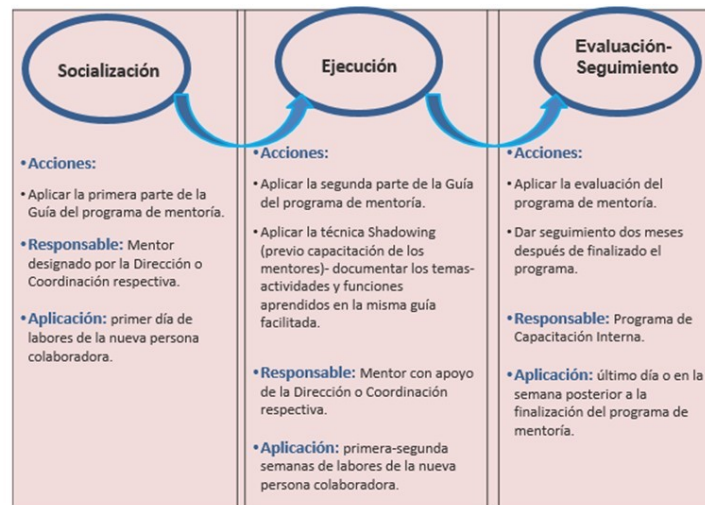 Socialización
• Acciones:
• Aplicar la primera parte de la
Guía del programa de mentoría.
• Responsable: Mentor
designado por la Dirección o
Coordinación respectiva.
• Aplicación: primer día de
labores de la nueva persona
colaboradora.
Ejecución
• Acciones:
• Aplicar la segunda parte de la Guía
del programa de mentoría.
• Aplicar la técnica Shadowing
(previo capacitación de los
mentores)- documentar los temas-
actividades y funciones
aprendidos en la misma guía
facilitada.
• Responsable: Mentor con apoyo
de la Dirección o Coordinación
respectiva.
• Aplicación: primera-segunda
semanas de labores de la nueva
persona colaboradora.
Evaluación-
Seguimiento
• Acciones:
• Aplicar la evaluación del
programa de mentoría.
• Dar seguimiento dos meses
después de finalizado el
programa.
• Responsable: Programa de
Capacitación Interna.
• Aplicación: último día o en la
semana posterior a la
finalización del programa de
mentoría.